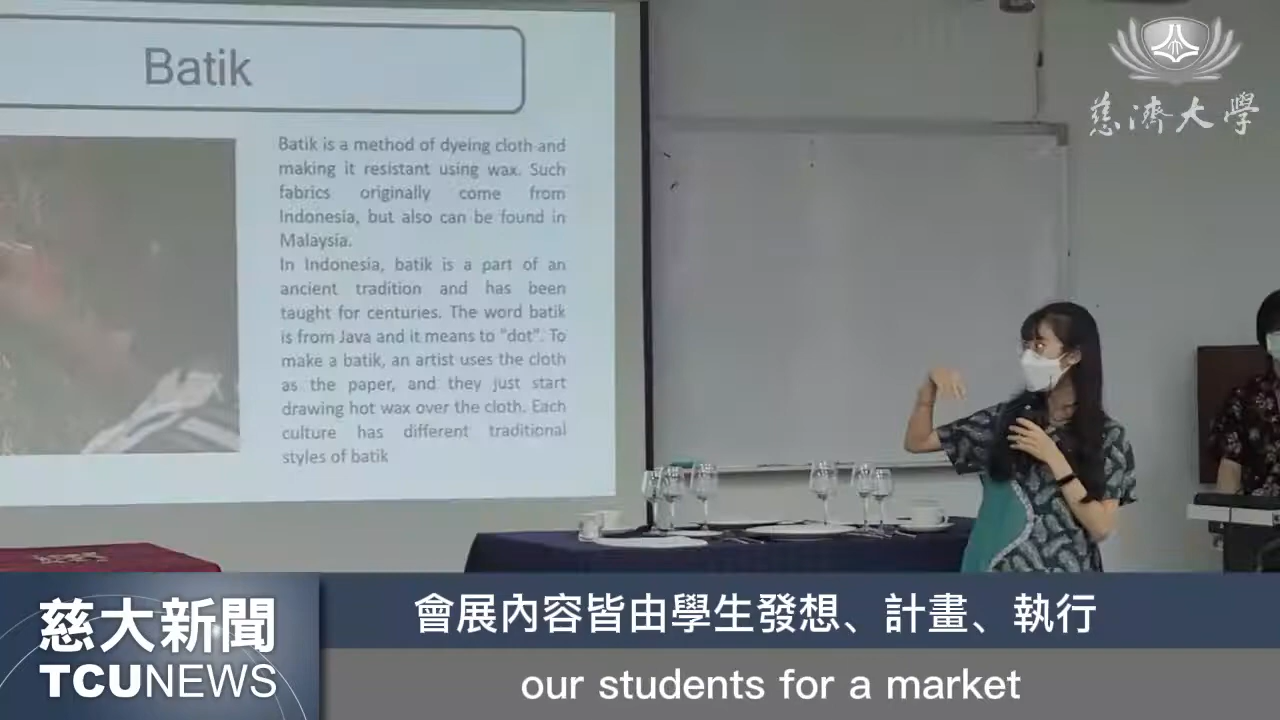 Batik
慈濟大學
Batik is a method of dyeing cloth and
making it resistant using wax. Such
fabrics originally come from
Indonesia, but also can be found in
Malaysia.
In Indonesia, batik is a part of an
ancient tradition and has been
taught for centuries. The word batik
is from Java and it means to "dot". To
make a batik, an artist uses the cloth
as the paper, and they just start
drawing hot wax over the cloth. Each
culture has different traditional
styles of batik
慈大新聞
TCUNEWS
會展內容皆由學生發想、計畫、執行
our students for a market